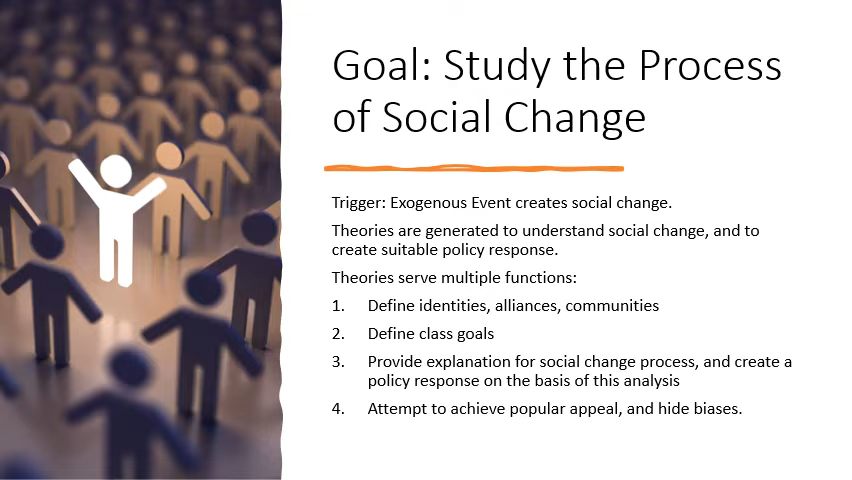 Goal: Study the Process
of Social Change
Trigger: Exogenous Event creates social change.
Theories are generated to understand social change, and to
create suitable policy response.
Theories serve multiple functions:
1. Define identities, alliances, communities
2. Define class goals
3. Provide explanation for social change process, and create a
policy response on the basis of this analysis
4. Attempt to achieve popular appeal, and hide biases.